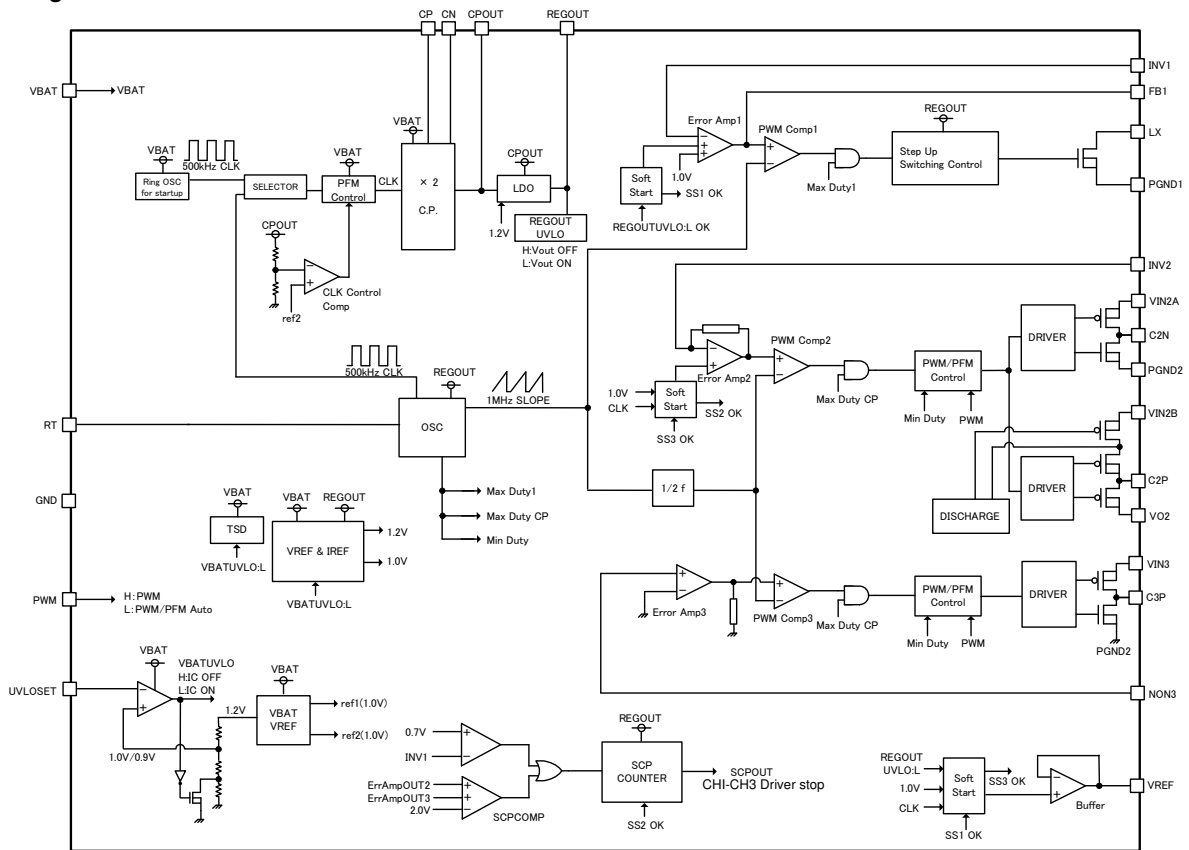 CP CN CPOUT REGOUT
VBAT
VBAT
VBAT
500kHz CLK
Ring OSC
for startup
SELECTOR
VBAT
PFM
Control
CLK
VBAT
× 2
C.P.
CPOUT
LDO
1.2V
REGOUT
UVLO
H:Vout OFF
L:Vout ON
CPOUT
ref2
CLK Control
Comp
INV1
FB1
Error Amp1
PWM Comp1
1.0V
Soft
Start
SS1 OK
REGOUTUVLO:L OK
Max Duty1
REGOUT
Step Up
Switching Control
LX
PGND1
INV2
Error Amp2
PWM Comp2
1.0V
CLK
Soft
Start
SS2 OK
SS3 OK
Max Duty CP
PWM/PFM
Control
Min Duty
PWM
DRIVER
VIN2A
C2N
PGND2
VIN2B
DISCHARGE
DRIVER
C2P
VO2
500kHz CLK
REGOUT
1MHz SLOPE
RT
OSC
1/2 f
Max Duty1
Max Duty CP
Min Duty
GND
VBAT
TSD
VBATUVLO:L
VBAT
REGOUT
VREF & IREF
1.2V
1.0V
VBATUVLO:L
PWM
H:PWM
L:PWM/PFM Auto
Error Amp3
PWM Comp3
Max Duty CP
PWM/PFM
Control
Min Duty
PWM
DRIVER
VIN3
C3P
PGND2
NON3
UVLOSET
VBAT
VBATUVLO
H:IC OFF
L:IC ON
1.0V/0.9V
1.2V
VBAT
VBAT
VREF
ref1(1.0V)
ref2(1.0V)
0.7V
INV1
ErrAmpOUT2
ErrAmpOUT3
2.0V
SCPCOMP
REGOUT
SCP
COUNTER
SS2 OK
SCPOUT
CHI-CH3 Driver stop
REGOUT
UVLO:L
1.0V
CLK
Soft
Start
SS3 OK
SS1 OK
Buffer
VREF